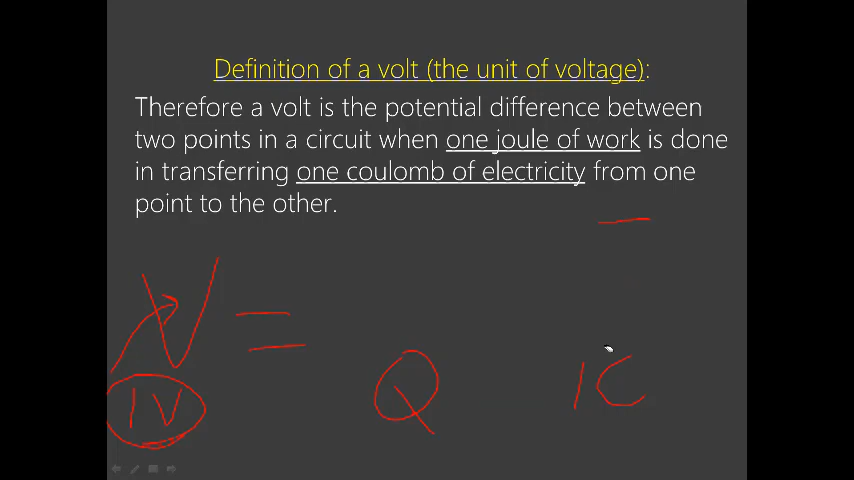 Definition of a volt (the unit of voltage):
Therefore a volt is the potential difference between
two points in a circuit when one joule of work is done
in transferring one coulomb of electricity from one
point to the other.
V =
Q
1C
1V